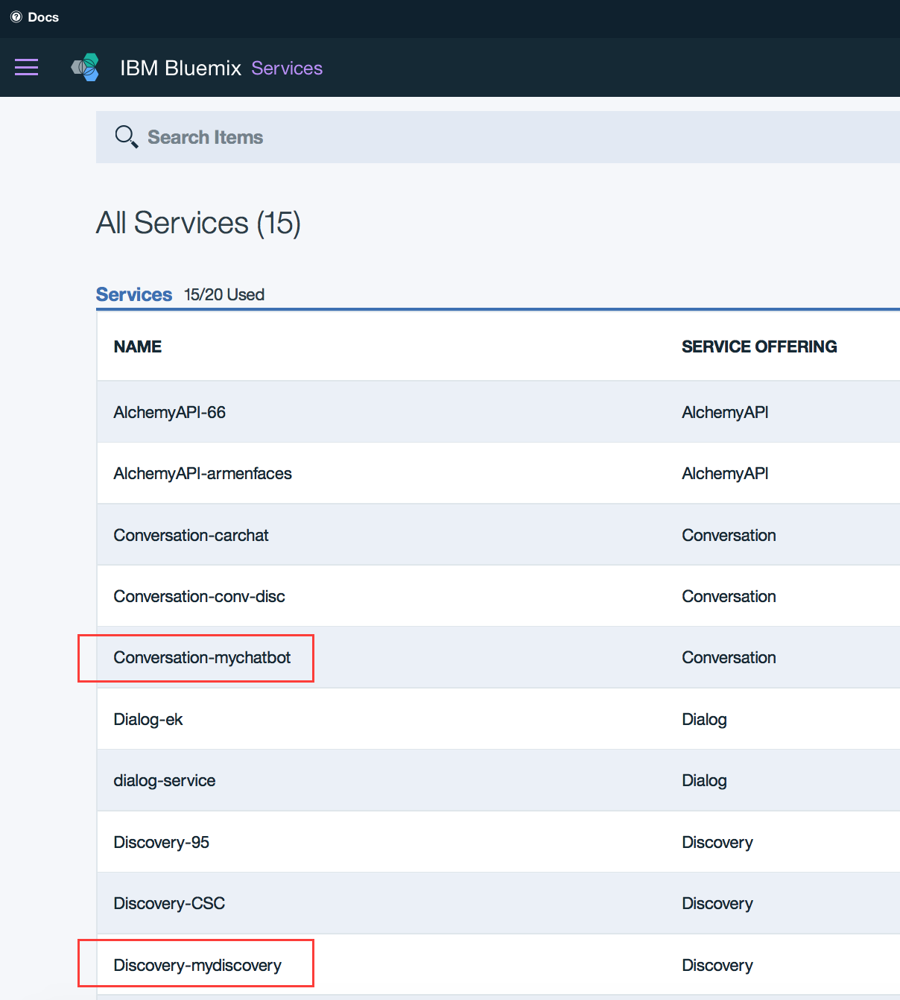 Docs
IBM Bluemix Services
Search Items
All Services (15)
Services 15/20 Used
NAME SERVICE OFFERING
AlchemyAPI-66 AlchemyAPI
AlchemyAPI-armenfaces AlchemyAPI
Conversation-carchat Conversation
Conversation-conv-disc Conversation
Conversation-mychatbot Conversation
Dialog-ek Dialog
dialog-service Dialog
Discovery-95 Discovery
Discovery-CSC Discovery
Discovery-mydiscovery Discovery